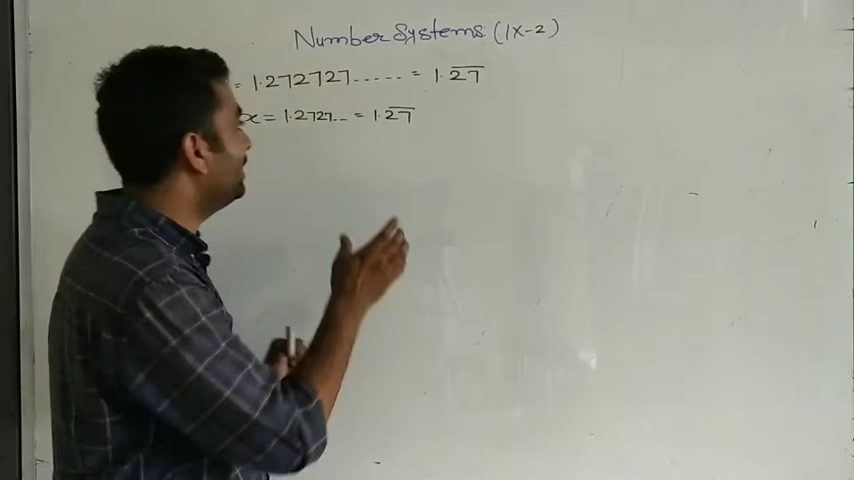 Number Systems (IX-2)
= 1.272727..... = 1.2̅7̅
x = 1.2727.. = 1.2̅7̅